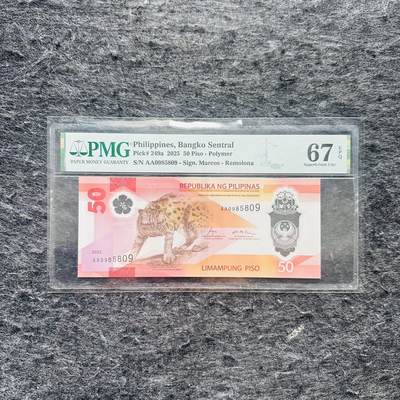 PMG
PAPER MONEY GUARANTY
Philippines, Bangko Sentral
Pick# 249a 2025 50 Piso - Polymer
S/N AA0985809 - Sign. Marcos - Remolona
67 EPQ
Superb Gem Unc
50
REPUBLIKA NG PILIPINAS
AA0985809
2025
AA0985809
LIMAMPUNG PISO
50